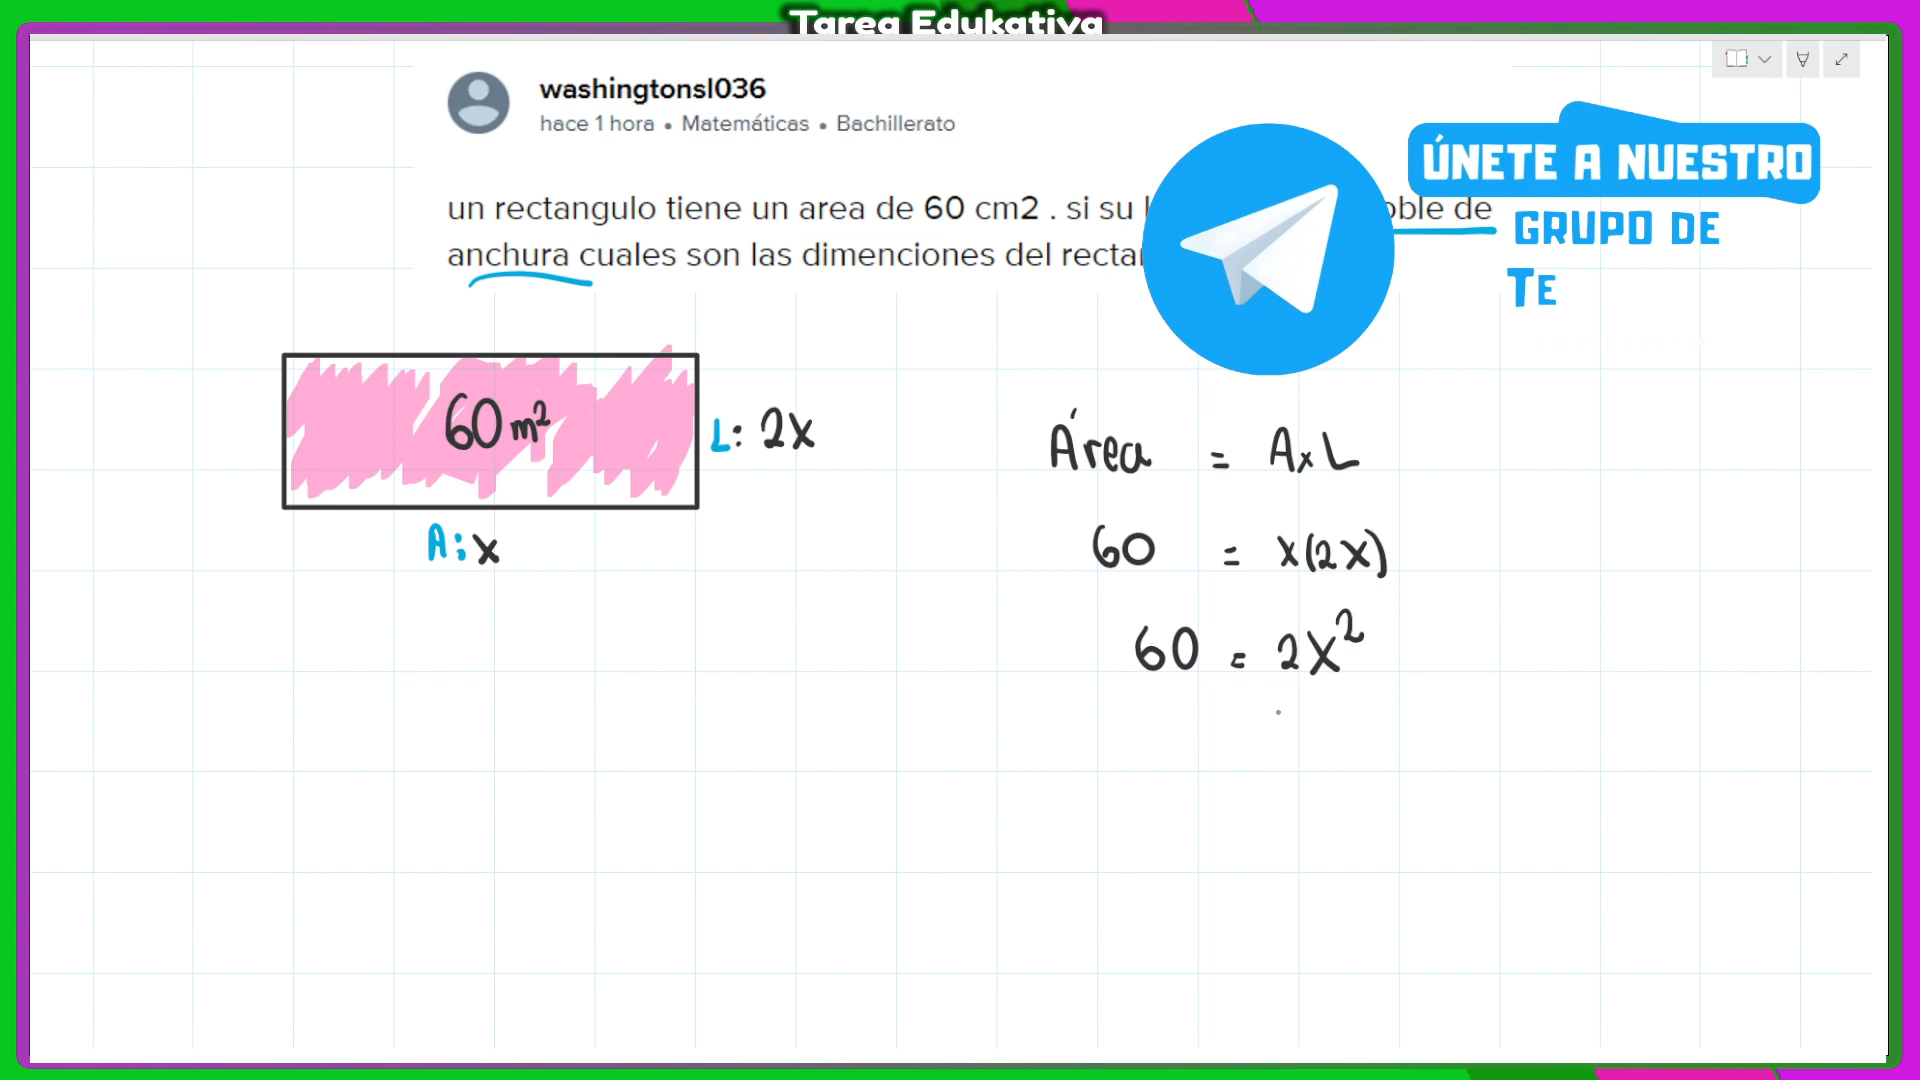 Tarea Edukativa
washingtonsl036
hace 1 hora • Matemáticas • Bachillerato
un rectangulo tiene un area de 60 cm2 . si su de
anchura cuales son las dimenciones del
ÚNETE A NUESTRO
GRUPO DE
TE
60 m²
L: 2x
A: x
Área = A x L
60 = x(2x)
60 = 2x²